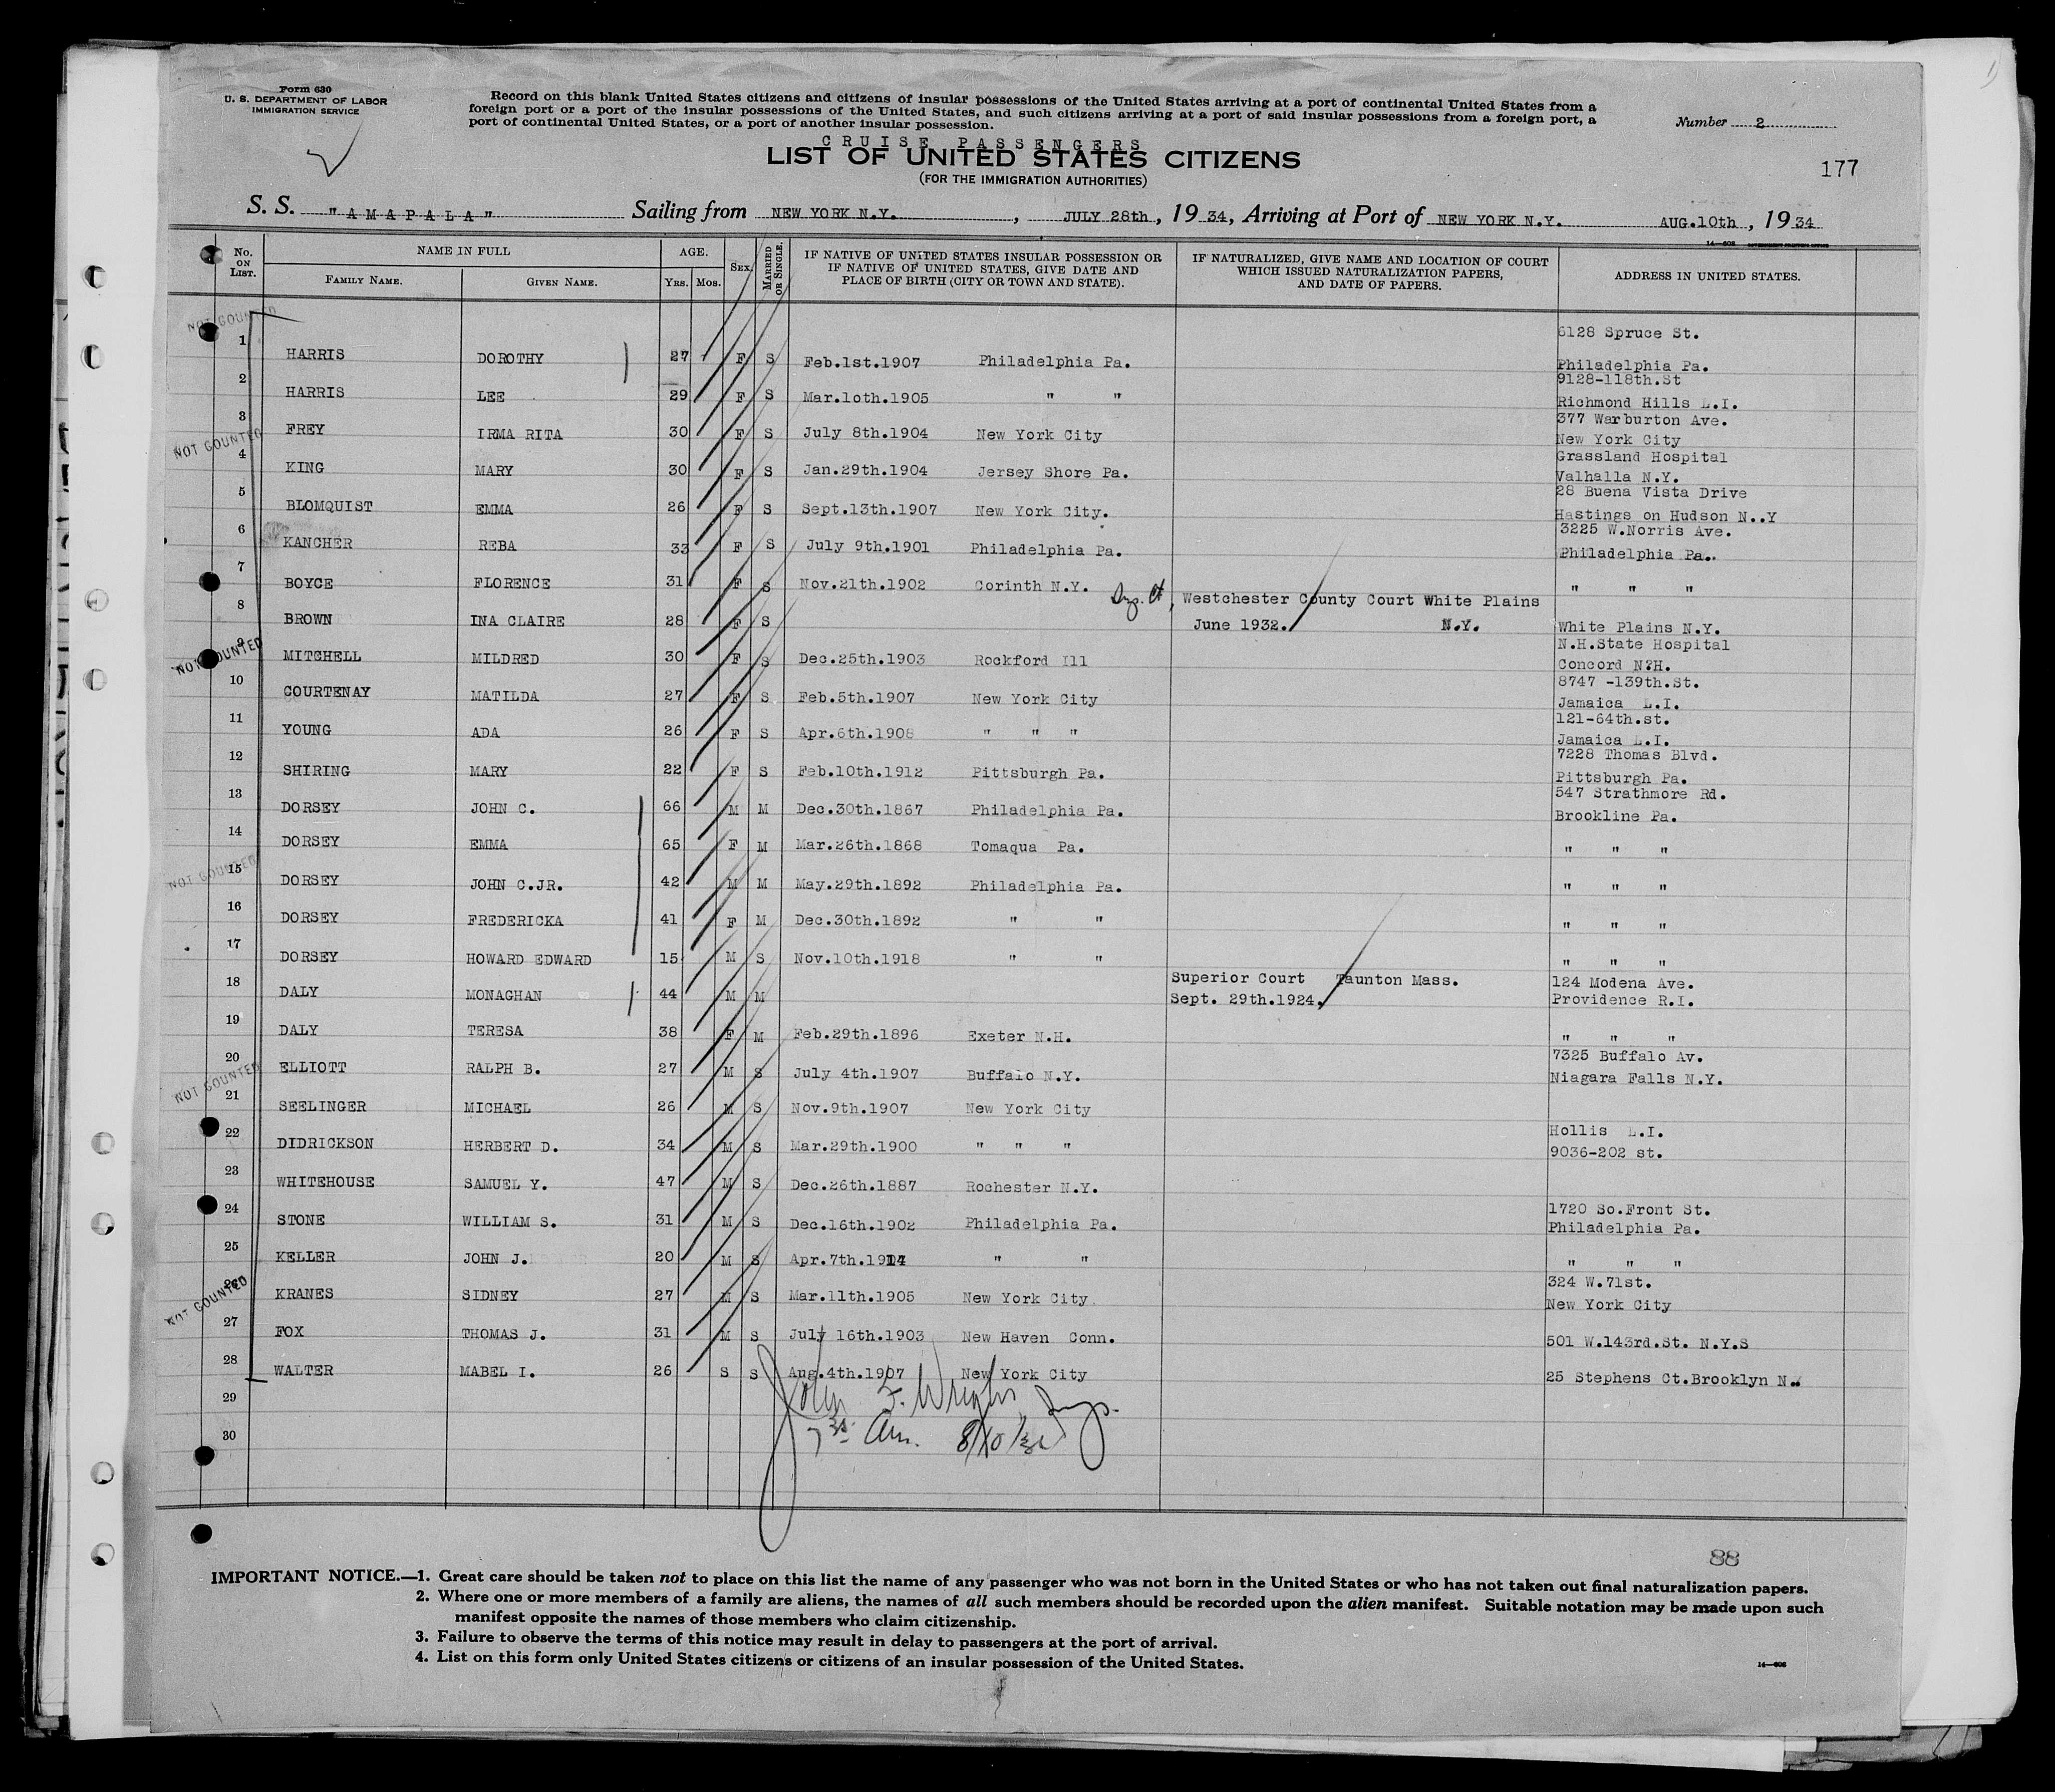 Form 630
U. S. DEPARTMENT OF LABOR
IMMIGRATION SERVICE
Record on this blank United States citizens and citizens of insular possessions of the United States arriving at a port of continental United States from a
foreign port or a port of the insular possessions of the United States, and such citizens arriving at a port of said insular possessions from a foreign port, a
port of continental United States, or a port of another insular possession.
Number 2
CRUISE PASSENGERS
LIST OF UNITED STATES CITIZENS
(FOR THE IMMIGRATION AUTHORITIES)
177
S. S. "AMAPALA" Sailing from NEW YORK N.Y. , JULY 28th , 19 34, Arriving at Port of NEW YORK N.Y. AUG.10th , 19 34
No. ON LIST. NAME IN FULL FAMILY NAME. GIVEN NAME. AGE. YRS. MOS. SEX. MARRIED OR SINGLE. IF NATIVE OF UNITED STATES INSULAR POSSESSION OR IF NATIVE OF UNITED STATES, GIVE DATE AND PLACE OF BIRTH (CITY OR TOWN AND STATE). IF NATURALIZED, GIVE NAME AND LOCATION OF COURT WHICH ISSUED NATURALIZATION PAPERS, AND DATE OF PAPERS. ADDRESS IN UNITED STATES.
NOT COUNTED
6128 Spruce St.
1 HARRIS DOROTHY 27 F S Feb.1st.1907 Philadelphia Pa. Philadelphia Pa.
9128-118th.St
2 HARRIS LEE 29 F S Mar.1oth.1905 " " Richmond Hills L.I.
377 Warburton Ave.
3 FREY IRMA RITA 30 F S July 8th.1904 New York City New York City
NOT COUNTED
Grassland Hospital
4 KING MARY 30 F S Jan.29th.1904 Jersey Shore Pa. Valhalla N.Y.
28 Buena Vista Drive
5 BLOMQUIST EMMA 26 F S Sept.13th.1907 New York City. Hastings on Hudson N..Y
3225 W.Norris Ave.
6 KANCHER REBA 33 F S July 9th.1901 Philadelphia Pa. Philadelphia Pa..
7 BOYCE FLORENCE 31 F S Nov.21th.1902 Corinth N.Y. " " "
Westchester County Court White Plains
8 BROWN INA CLAIRE 28 F S June 1932. N.Y. White Plains N.Y.
N.H.State Hospital
9 MITCHELL MILDRED 30 F S Dec.25th.1903 Rockford Ill Concord N?H.
NOT COUNTED
8747 -139th.St.
10 COURTENAY MATILDA 27 F S Feb.5th.1907 New York City Jamaica L.I.
121-64th.st.
11 YOUNG ADA 26 F S Apr.6th.1908 " " " Jamaica L.I.
7228 Thomas Blvd.
12 SHIRING MARY 22 F S Feb.10th.1912 Pittsburgh Pa. Pittsburgh Pa.
547 Strathmore Rd.
13 DORSEY JOHN C. 66 M M Dec.30th.1867 Philadelphia Pa. Brookline Pa.
14 DORSEY EMMA 65 F M Mar.26th.1868 Tomaqua Pa. " " "
NOT COUNTED
15 DORSEY JOHN C.JR. 42 M M May.29th.1892 Philadelphia Pa. " " "
16 DORSEY FREDERICKA 41 F M Dec.30th.1892 " " " " "
17 DORSEY HOWARD EDWARD 15 M S Nov.10th.1918 " " " " "
Superior Court Taunton Mass. 124 Modena Ave.
18 DALY MONAGHAN 44 M M Sept. 29th.1924. Providence R.I.
19 DALY TERESA 38 F M Feb.29th.1896 Exeter N.H. " " "
7325 Buffalo Av.
20 ELLIOTT RALPH B. 27 M S July 4th.1907 Buffalo N.Y. Niagara Falls N.Y.
NOT COUNTED
21 SEELINGER MICHAEL 26 M S Nov.9th.1907 New York City
Hollis L.I.
22 DIDRICKSON HERBERT D. 34 M S Mar.29th.1900 " " " 9036-202 st.
23 WHITEHOUSE SAMUEL Y. 47 M S Dec.26th.1887 Rochester N.Y.
1720 So.Front St.
24 STONE WILLIAM S. 31 M S Dec.16th.1902 Philadelphia Pa. Philadelphia Pa.
25 KELLER JOHN J. 20 M S Apr.7th.1914 " " " " "
324 W.71st.
26 KRANES SIDNEY 27 M S Mar.11th.1905 New York City. New York City
NOT COUNTED
27 FOX THOMAS J. 31 M S July 16th.1903 New Haven Conn. 501 W.143rd.St. N.Y.S
28 WALTER MABEL I. 26 S S Aug.4th.1907 New York City 25 Stephens Ct.Brooklyn N..
29 John F. Wright Insp.
30 8/10/34
88
IMPORTANT NOTICE.—1. Great care should be taken not to place on this list the name of any passenger who was not born in the United States or who has not taken out final naturalization papers.
2. Where one or more members of a family are aliens, the names of all such members should be recorded upon the alien manifest. Suitable notation may be made upon such
manifest opposite the names of those members who claim citizenship.
3. Failure to observe the terms of this notice may result in delay to passengers at the port of arrival.
4. List on this form only United States citizens or citizens of an insular possession of the United States.